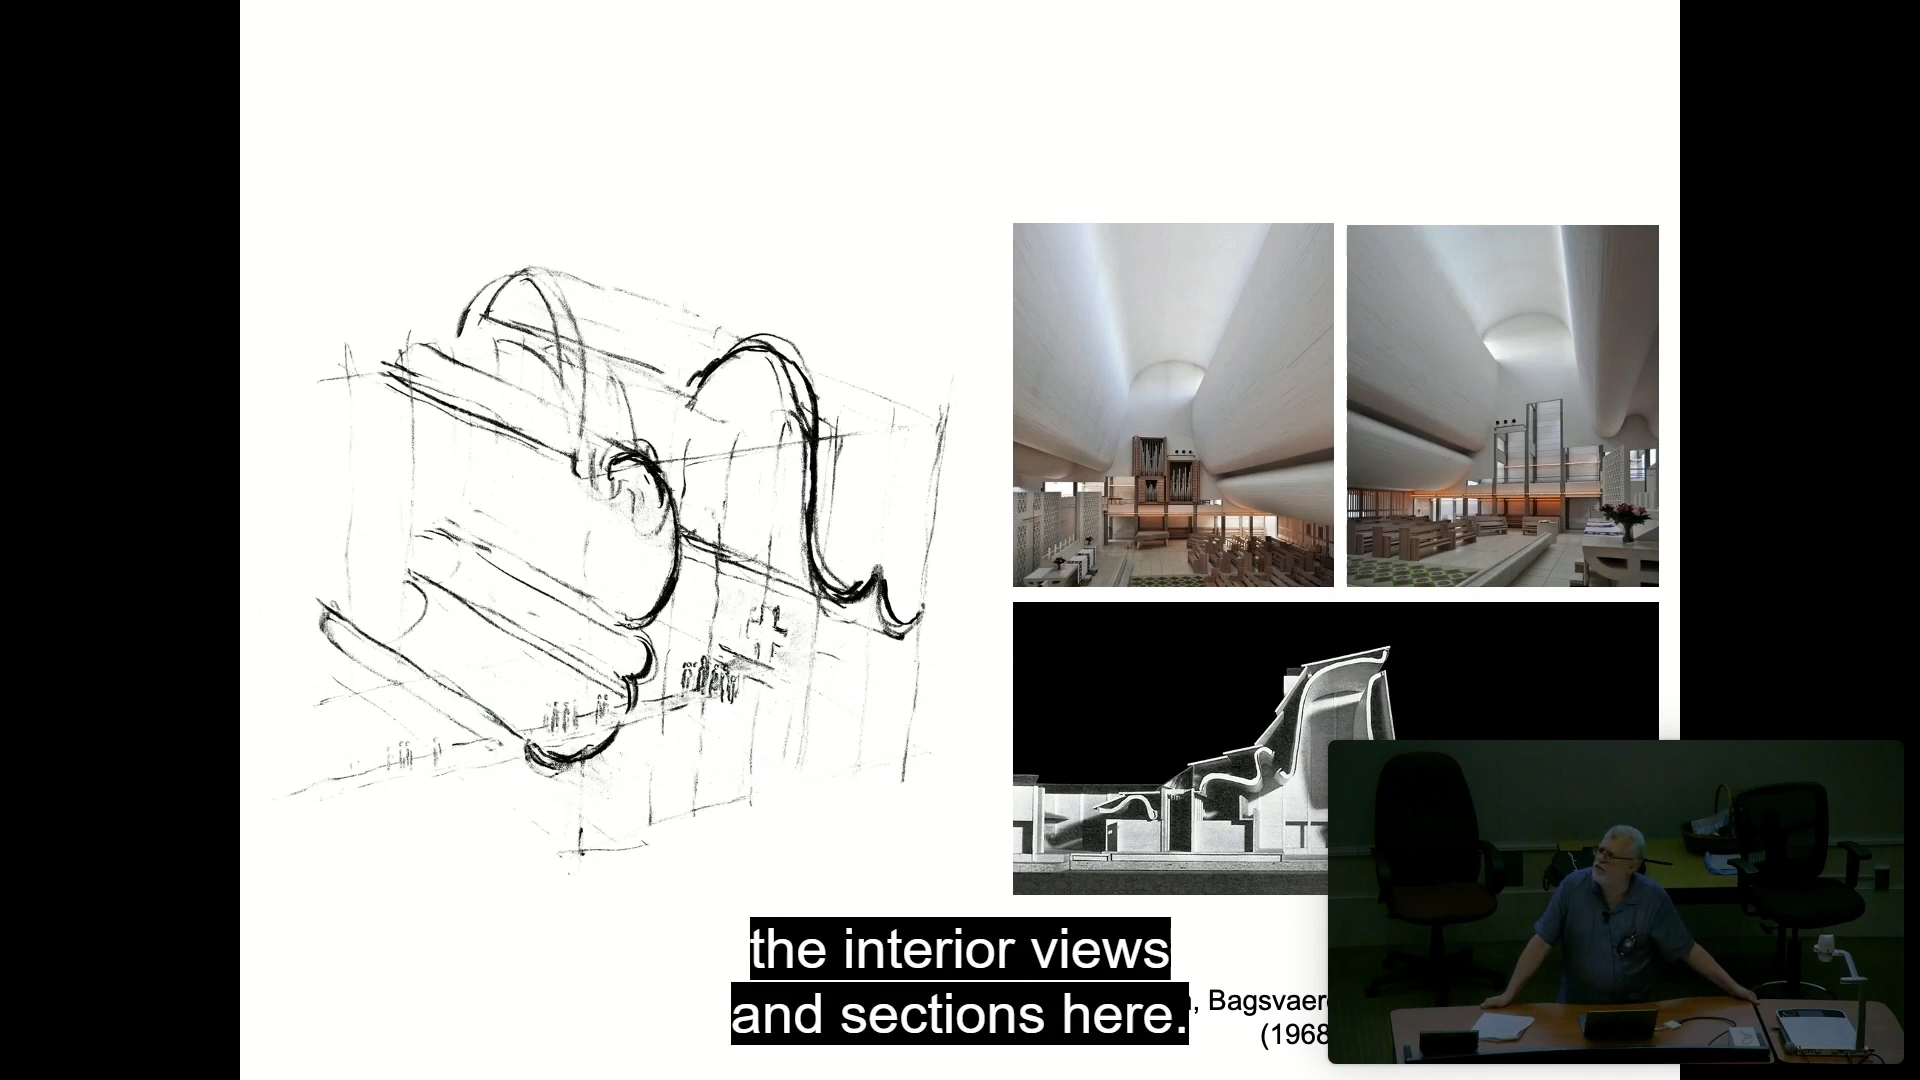 the interior views
and sections here.
, Bagsvaer
(1968